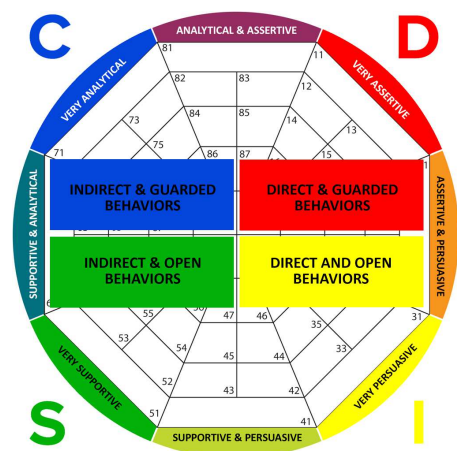 C
D
ANALYTICAL & ASSERTIVE
VERY ANALYTICAL
VERY ASSERTIVE
81
11
82
83
12
84
85
14
73
13
75
15
86
87
71
SUPPORTIVE & ANALYTICAL
ASSERTIVE & PERSUASIVE
INDIRECT & GUARDED
BEHAVIORS
DIRECT & GUARDED
BEHAVIORS
INDIRECT & OPEN
BEHAVIORS
DIRECT AND OPEN
BEHAVIORS
55
47
46
35
31
53
54
45
44
33
52
43
42
51
41
VERY SUPPORTIVE
VERY PERSUASIVE
SUPPORTIVE & PERSUASIVE
S
I